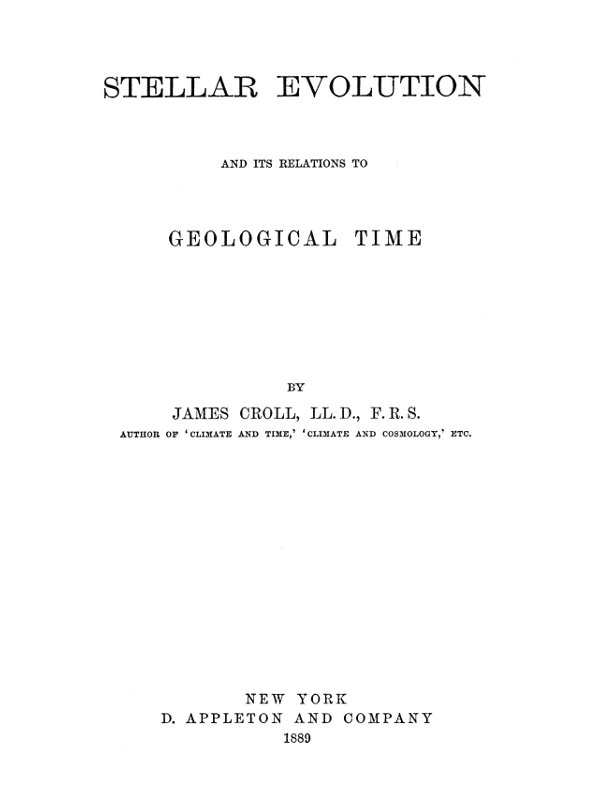 STELLAR EVOLUTION
AND ITS RELATIONS TO
GEOLOGICAL TIME
BY
JAMES CROLL, LL. D., F. R. S.
AUTHOR OF ‘CLIMATE AND TIME,’ ‘CLIMATE AND COSMOLOGY,’ ETC.
NEW YORK
D. APPLETON AND COMPANY
1889